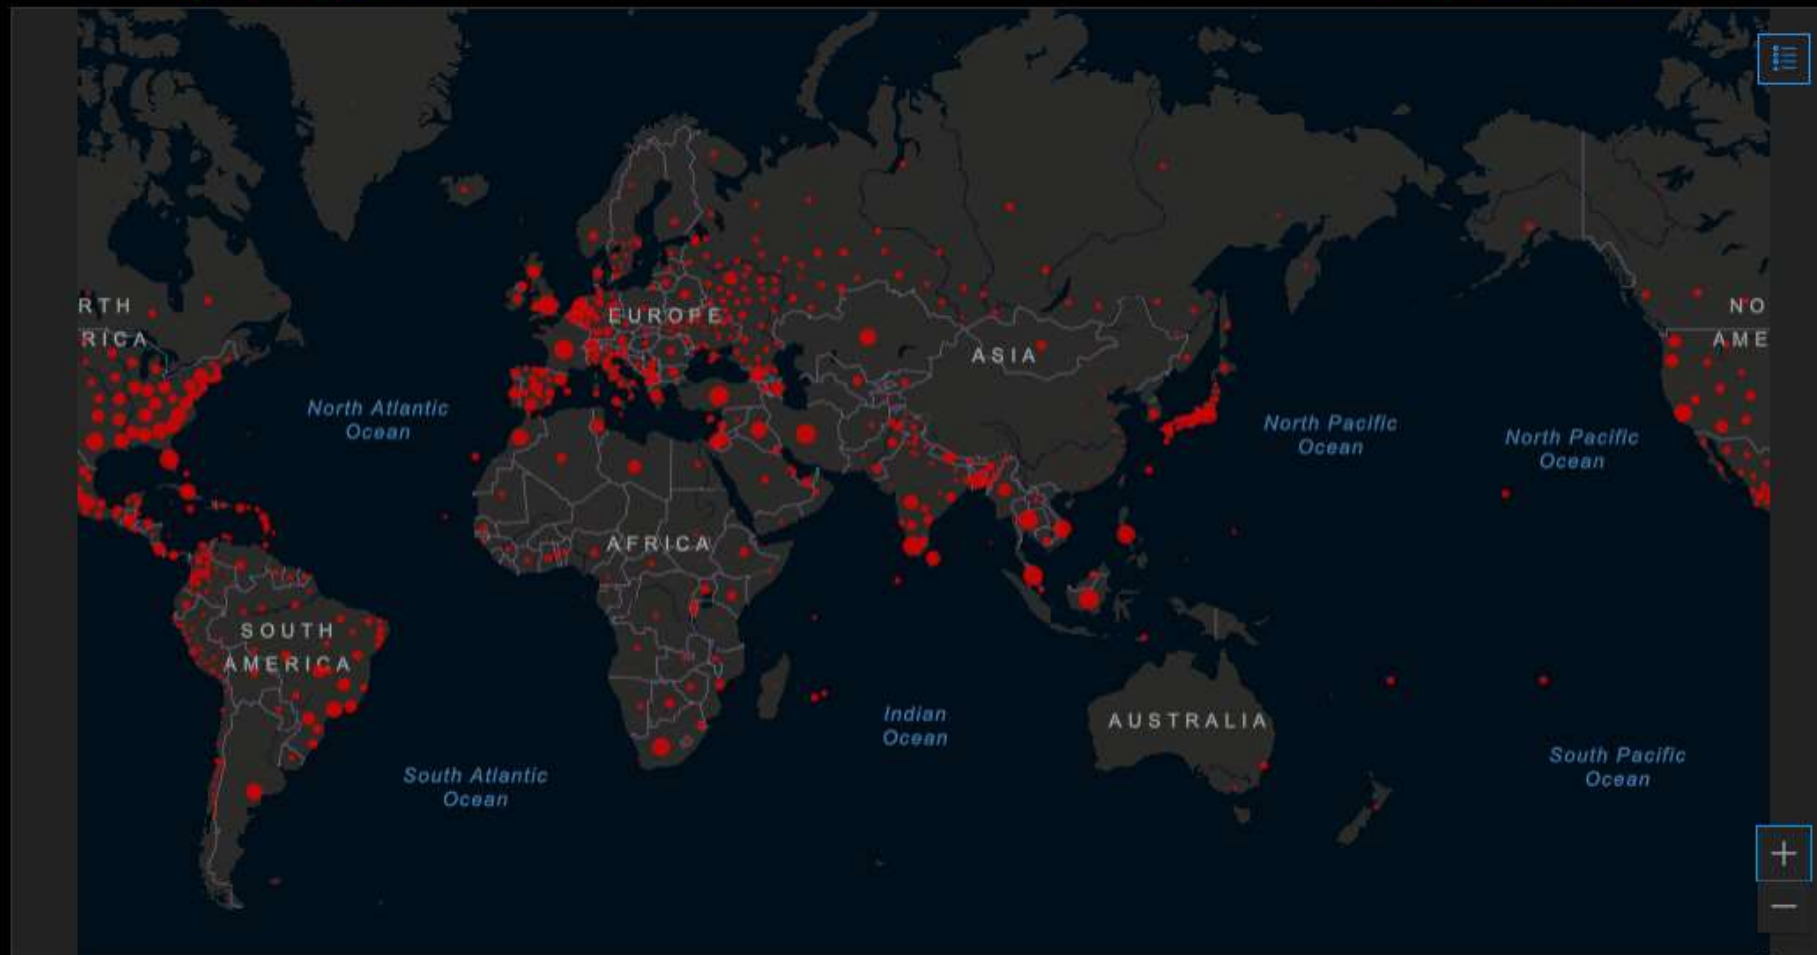 RTH
RICA
EUROPE
ASIA
NO
AME
North Atlantic
Ocean
North Pacific
Ocean
North Pacific
Ocean
AFRICA
SOUTH
AMERICA
Indian
Ocean
AUSTRALIA
South Atlantic
Ocean
South Pacific
Ocean